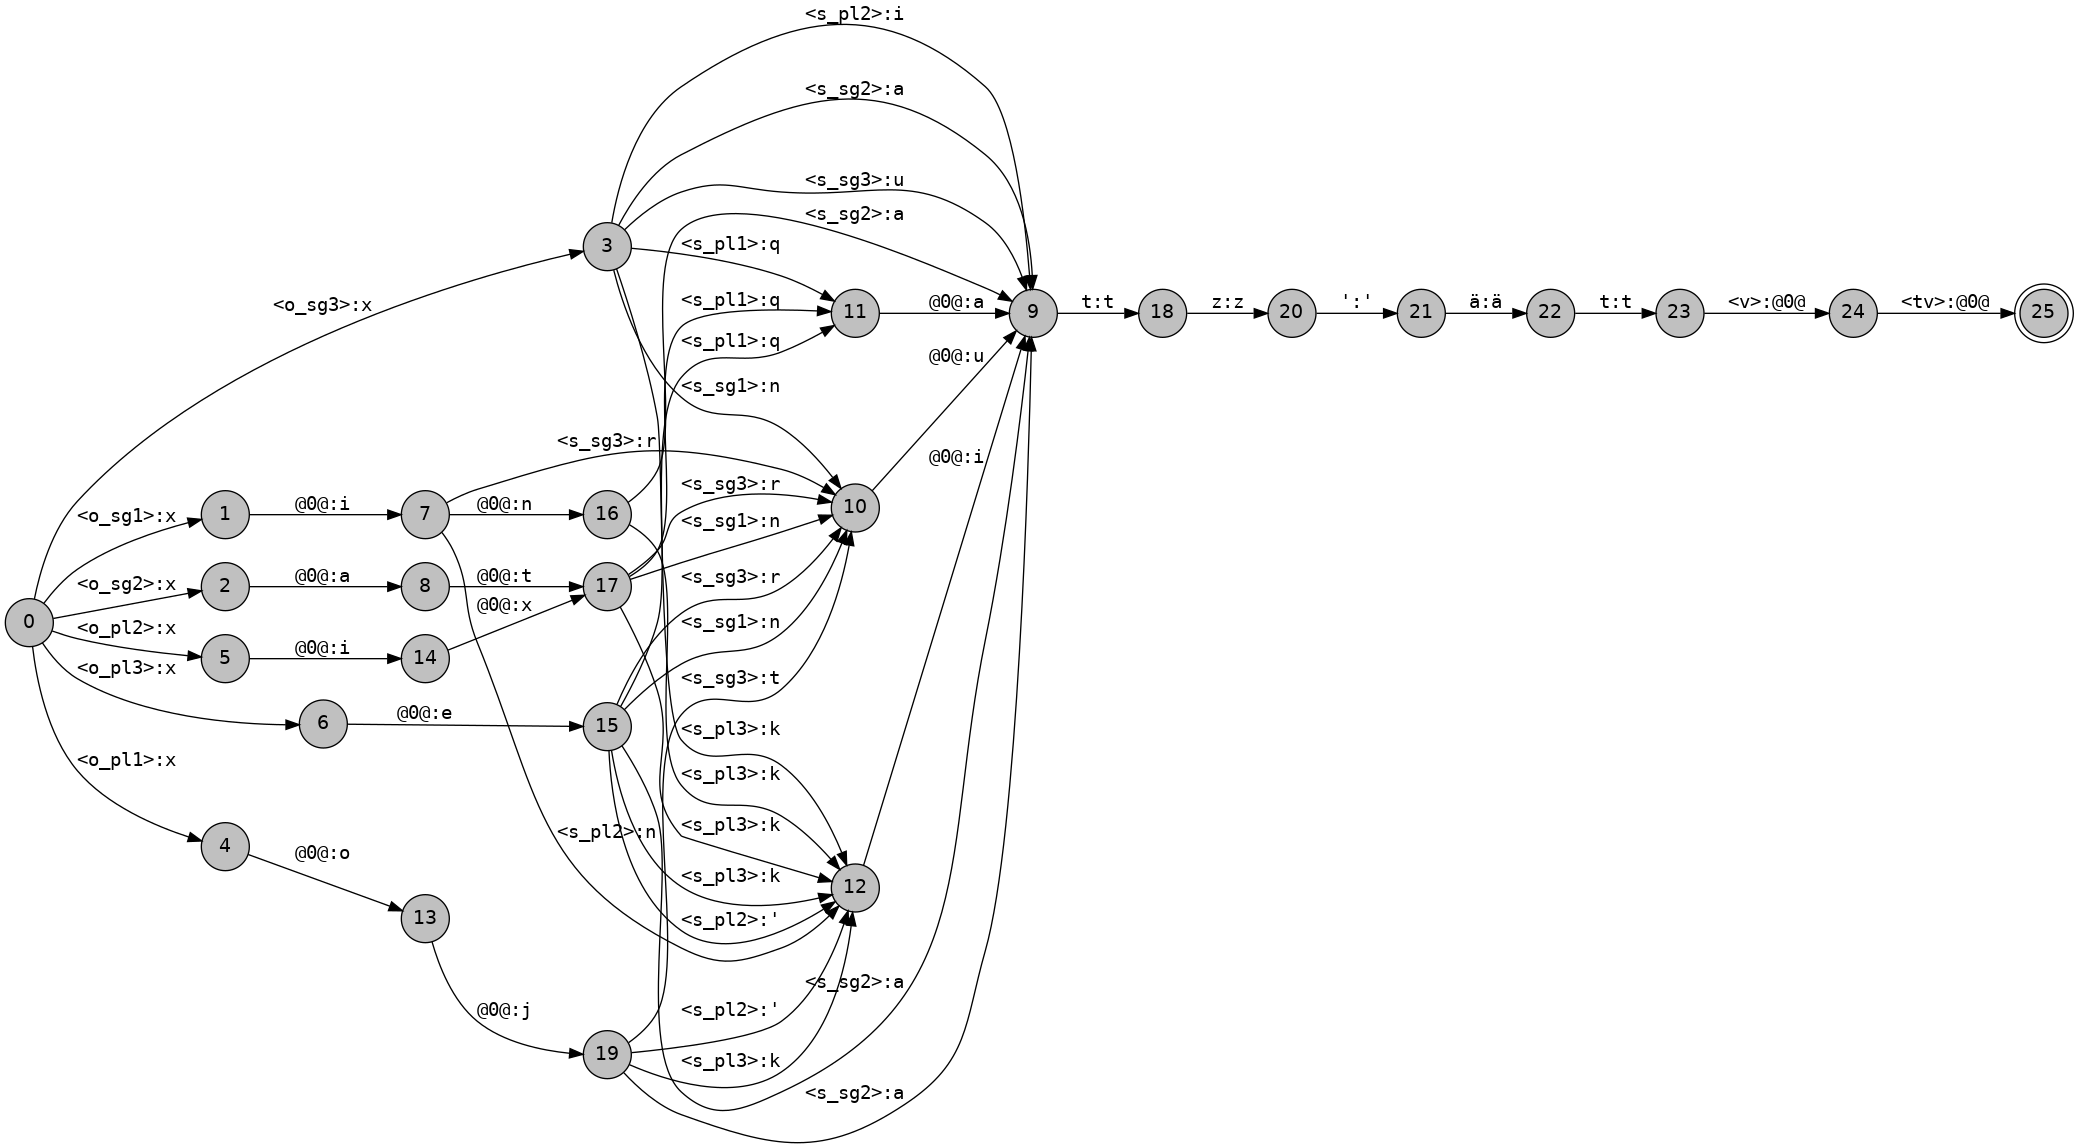 <s_pl2>:i
<s_sg2>:a
<s_sg3>:u
<s_sg2>:a
3
<s_pl1>:q
<o_sg3>:x
<s_pl1>:q
11
@0@:a
9
t:t
18
z:z
20
':'
21
ä:ä
22
t:t
23
<v>:@0@
24
<tv>:@0@
25
<s_pl1>:q
@0@:u
<s_sg1>:n
<s_sg3>:r
@0@:i
<o_sg1>:x
1
@0@:i
7
@0@:n
16
<s_sg3>:r
10
<s_sg1>:n
<o_sg2>:x
2
@0@:a
8
@0@:t
17
<s_sg3>:r
@0@:x
0
<o_pl2>:x
5
@0@:i
14
<s_sg1>:n
<o_pl3>:x
<s_sg3>:t
6
@0@:e
15
<s_pl3>:k
<o_pl1>:x
<s_pl3>:k
<s_pl2>:n
<s_pl3>:k
4
@0@:o
<s_pl3>:k
12
13
<s_pl2>:'
<s_sg2>:a
@0@:j
<s_pl2>:'
19
<s_pl3>:k
<s_sg2>:a